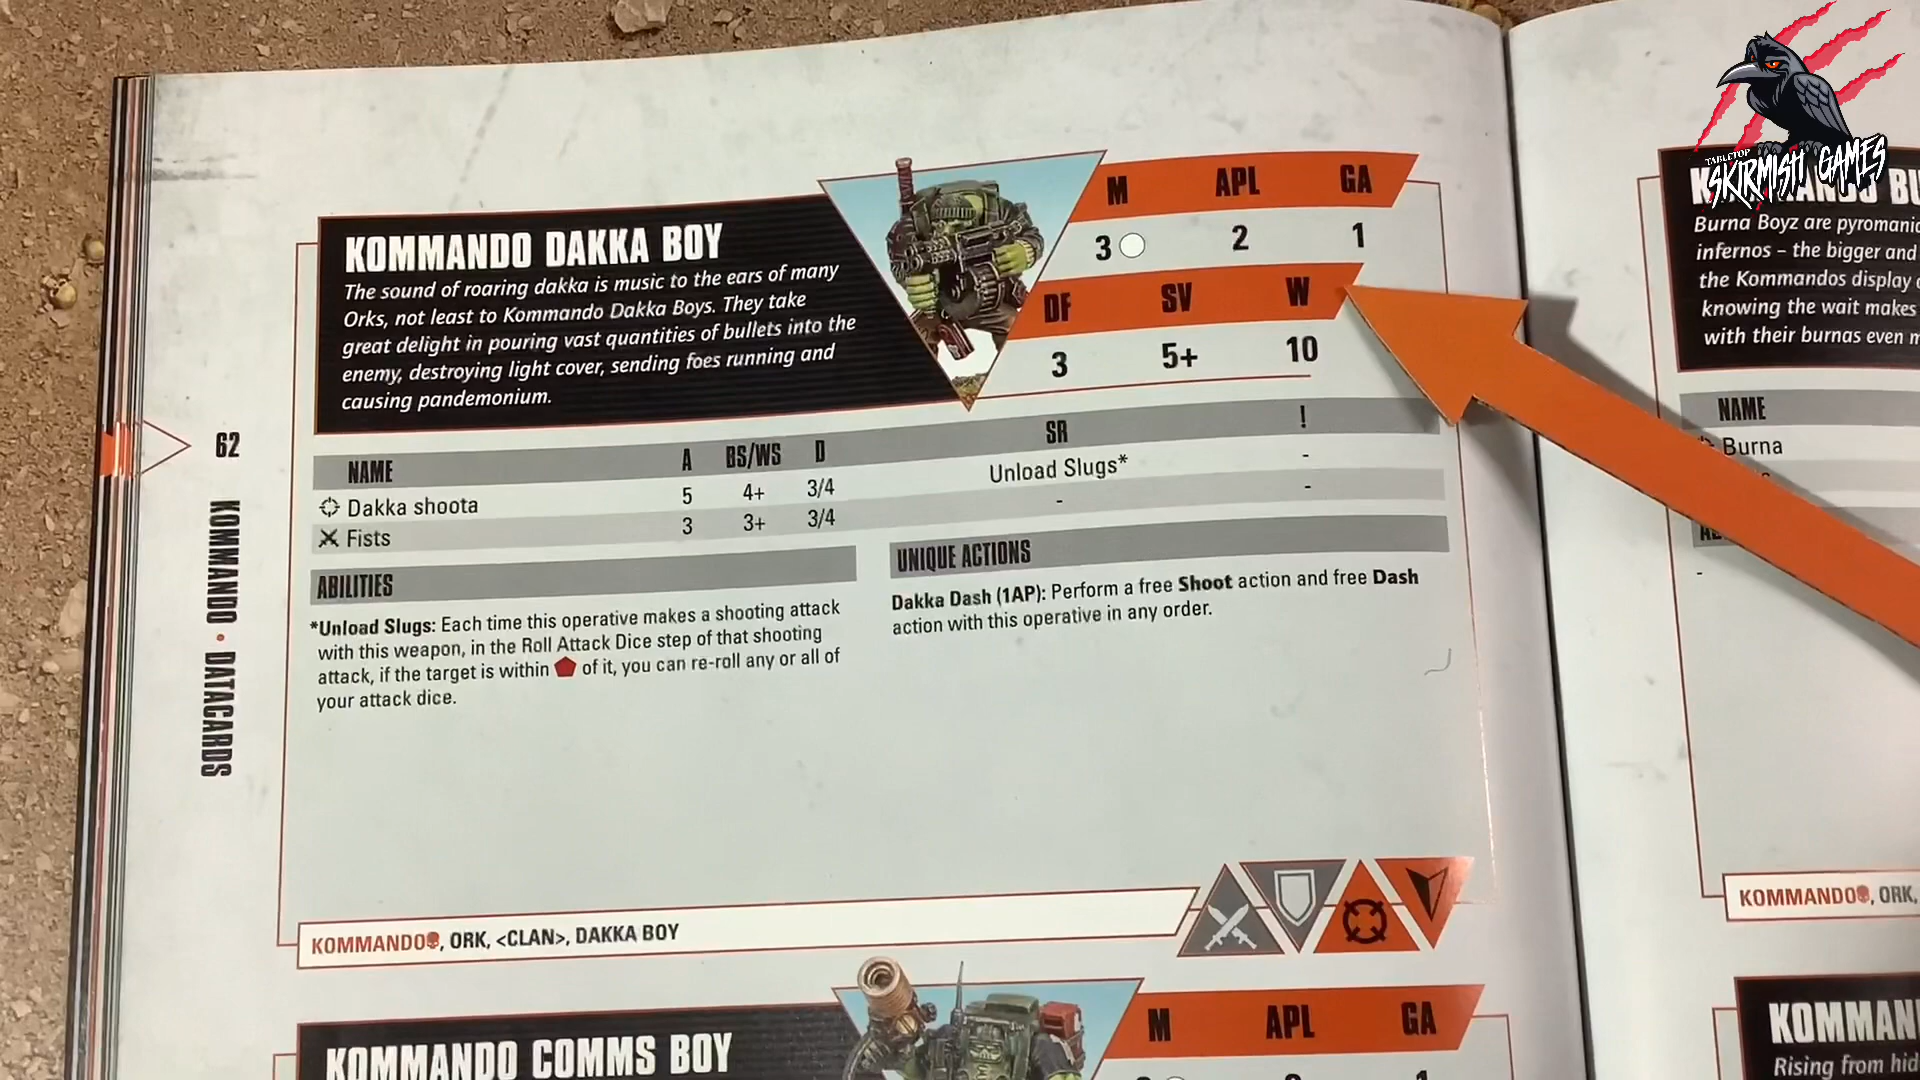 TABLETOP
SKIRMISH GAMES
KOMMANDO DAKKA BOY
The sound of roaring dakka is music to the ears of many
Orks, not least to Kommando Dakka Boys. They take
great delight in pouring vast quantities of bullets into the
enemy, destroying light cover, sending foes running and
causing pandemonium.
M APL GA
3 2 1
DF SV W
3 5+ 10
NAME A BS/WS D SR !
Dakka shoota 5 4+ 3/4 Unload Slugs* -
Fists 3 3+ 3/4 - -
ABILITIES
*Unload Slugs: Each time this operative makes a shooting attack
with this weapon, in the Roll Attack Dice step of that shooting
attack, if the target is within of it, you can re-roll any or all of
your attack dice.
UNIQUE ACTIONS
Dakka Dash (1AP): Perform a free Shoot action and free Dash
action with this operative in any order.
KOMMANDO, ORK, <CLAN>, DAKKA BOY
62
KOMMANDO • DATACARDS
KOMMANDO COMMS BOY
M APL GA
Burna Boyz are
infernos – the bigger and
the Kommandos display
knowing the wait makes
with their burnas even
NAME
Burna
-
KOMMANDO, ORK,
Rising from